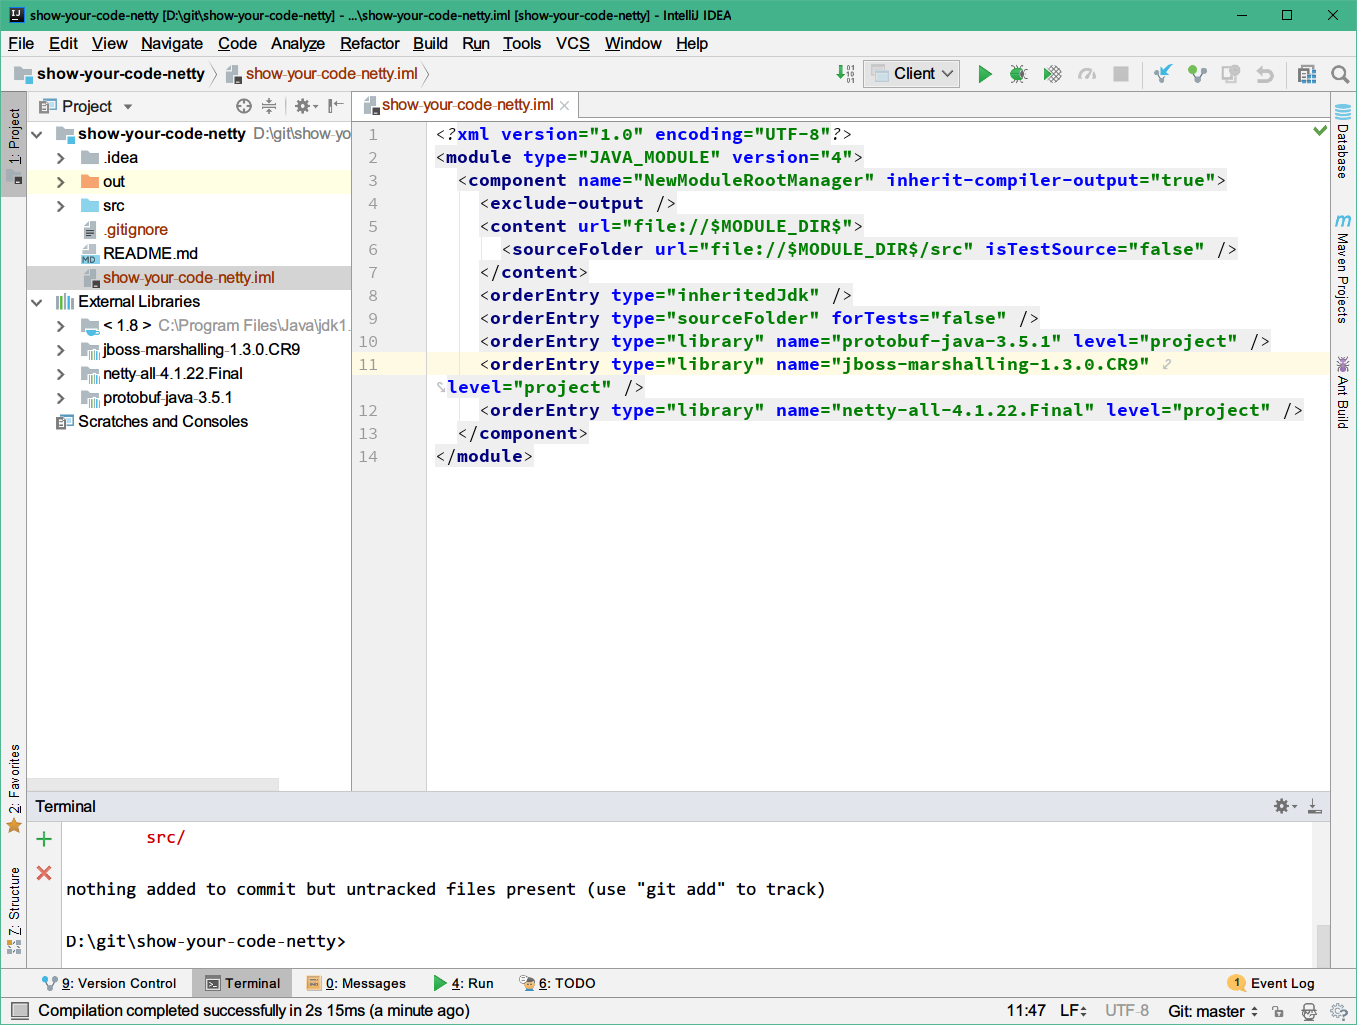 show-your-code-netty [D:\git\show-your-code-netty] - ...\show-your-code-netty.iml [show-your-code-netty] - IntelliJ IDEA
File Edit View Navigate Code Analyze Refactor Build Run Tools VCS Window Help
show-your-code-netty show-your-code-netty.iml Client
1: Project
2: Favorites
7: Structure
Project
show-your-code-netty D:\git\show-yo
.idea
out
src
.gitignore
README.md
show-your-code-netty.iml
External Libraries
< 1.8 > C:\Program Files\Java\jdk1.
jboss-marshalling-1.3.0.CR9
netty-all-4.1.22.Final
protobuf-java-3.5.1
Scratches and Consoles
show-your-code-netty.iml
1 <?xml version="1.0" encoding="UTF-8"?>
2 <module type="JAVA_MODULE" version="4">
3 <component name="NewModuleRootManager" inherit-compiler-output="true">
4 <exclude-output />
5 <content url="file://$MODULE_DIR$">
6 <sourceFolder url="file://$MODULE_DIR$/src" isTestSource="false" />
7 </content>
8 <orderEntry type="inheritedJdk" />
9 <orderEntry type="sourceFolder" forTests="false" />
10 <orderEntry type="library" name="protobuf-java-3.5.1" level="project" />
11 <orderEntry type="library" name="jboss-marshalling-1.3.0.CR9"
level="project" />
12 <orderEntry type="library" name="netty-all-4.1.22.Final" level="project" />
13 </component>
14 </module>
Database
Maven Projects
Ant Build
Terminal
src/
nothing added to commit but untracked files present (use "git add" to track)
D:\git\show-your-code-netty>
9: Version Control Terminal 0: Messages 4: Run 6: TODO 1 Event Log
Compilation completed successfully in 2s 15ms (a minute ago) 11:47 LF UTF-8 Git: master